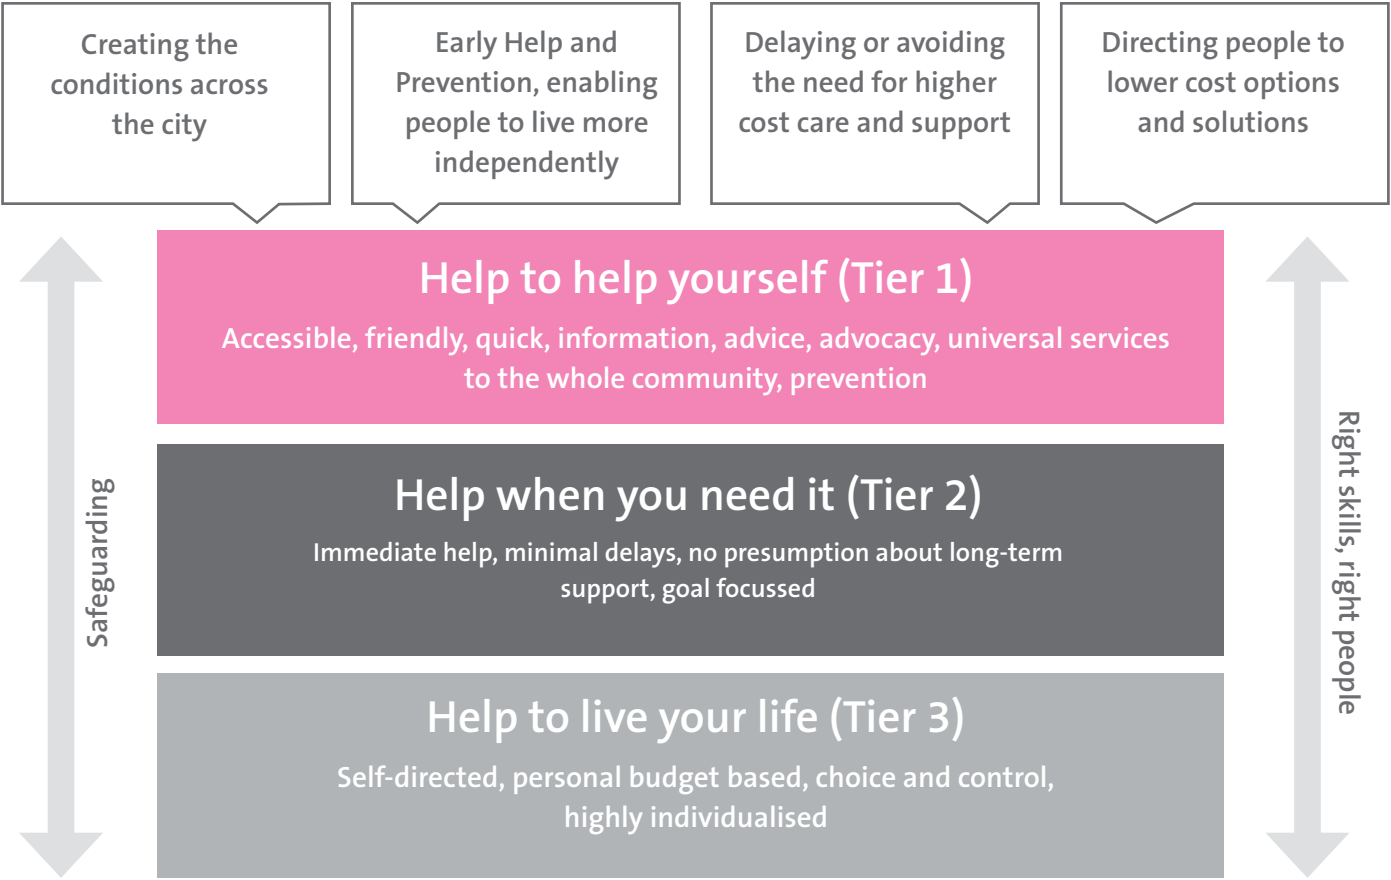 Creating the
conditions across
the city
Early Help and
Prevention, enabling
people to live more
independently
Delaying or avoiding
the need for higher
cost care and support
Directing people to
lower cost options
and solutions
Help to help yourself (Tier 1)
Accessible, friendly, quick, information, advice, advocacy, universal services
to the whole community, prevention
Help when you need it (Tier 2)
Immediate help, minimal delays, no presumption about long-term
support, goal focussed
Help to live your life (Tier 3)
Self-directed, personal budget based, choice and control,
highly individualised
Safeguarding
Right skills, right people